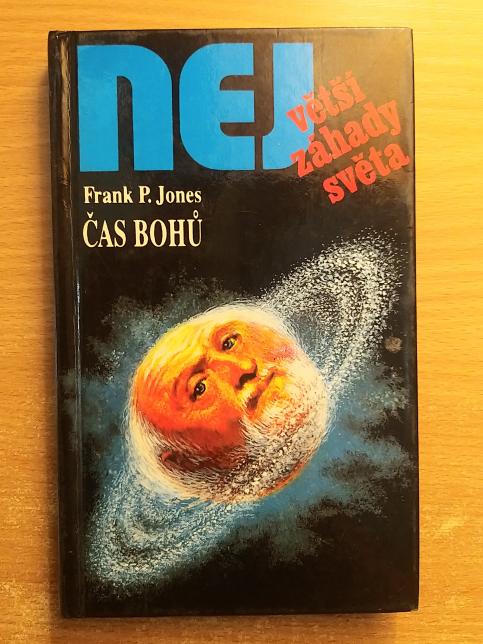 NEJ
větší
záhady
světa
Frank P. Jones
ČAS BOHŮ